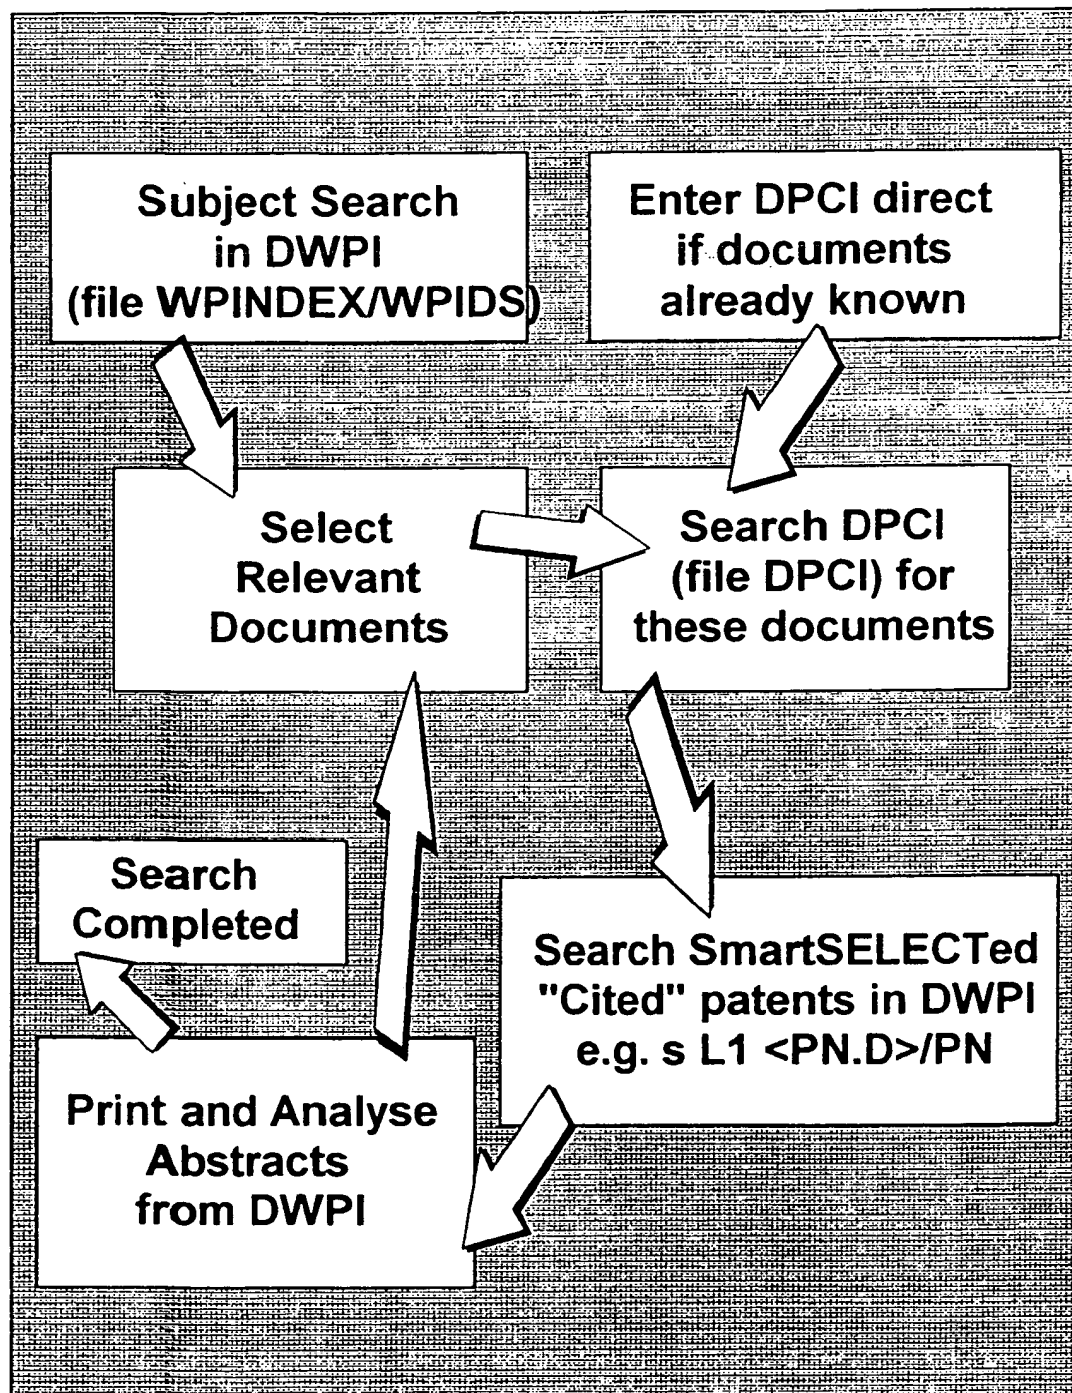 Subject Search
in DWPI
(file WPINDEX/WPIDS)
Enter DPCI direct
if documents
already known
Select
Relevant
Documents
Search DPCI
(file DPCI) for
these documents
Search
Completed
Search SmartSELECTed
"Cited" patents in DWPI
e.g. s L1 <PN.D>/PN
Print and Analyse
Abstracts
from DWPI